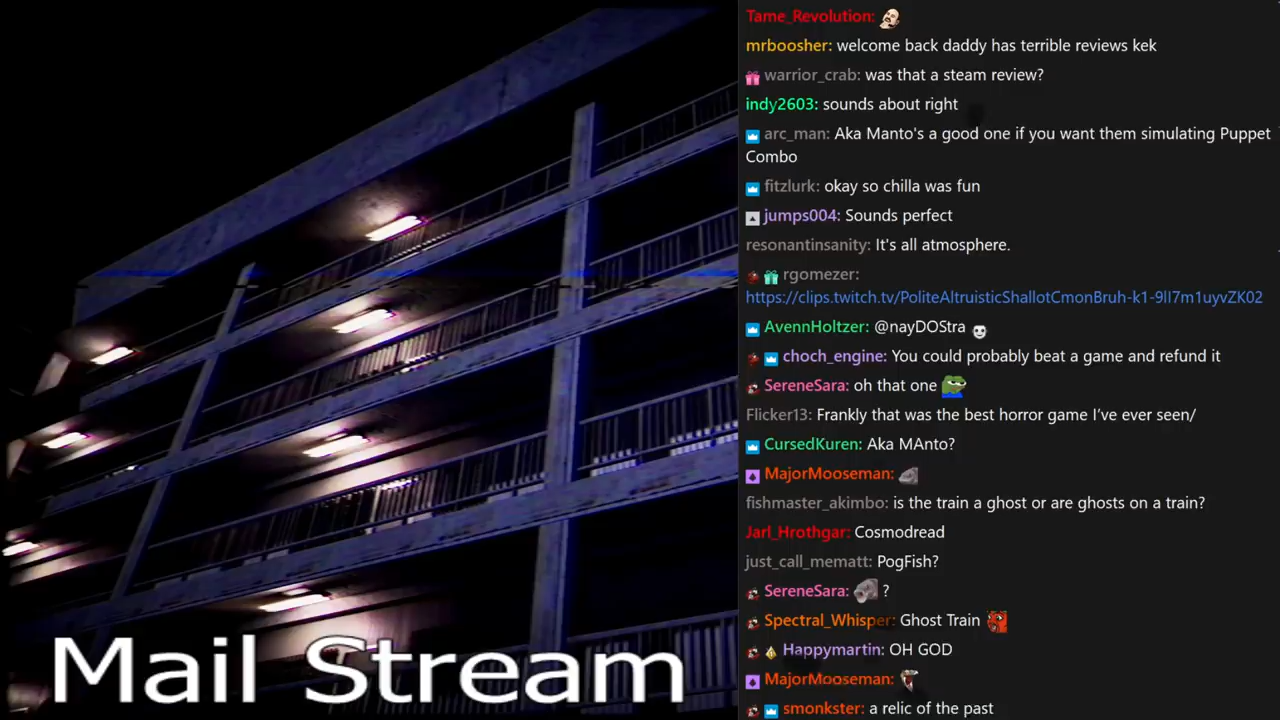 Tame_Revolution:
mrboosher: welcome back daddy has terrible reviews kek
warrior_crab: was that a steam review?
indy2603: sounds about right
arc_man: Aka Manto's a good one if you want them simulating Puppet
Combo
fitzlurk: okay so chilla was fun
jumps004: Sounds perfect
resonantinsanity: It's all atmosphere.
rgomezer:
https://clips.twitch.tv/PoliteAltruisticShallotCmonBruh-k1-9lI7m1uyvZK02
AvennHoltzer: @nayDOStra
choch_engine: You could probably beat a game and refund it
SereneSara: oh that one
Flicker13: Frankly that was the best horror game I've ever seen/
CursedKuren: Aka MAnto?
MajorMooseman:
fishmaster_akimbo: is the train a ghost or are ghosts on a train?
Jarl_Hrothgar: Cosmodread
just_call_mematt: PogFish?
SereneSara: ?
Spectral_Whisper: Ghost Train
Happymartin: OH GOD
MajorMooseman:
smonkster: a relic of the past
Mail Stream